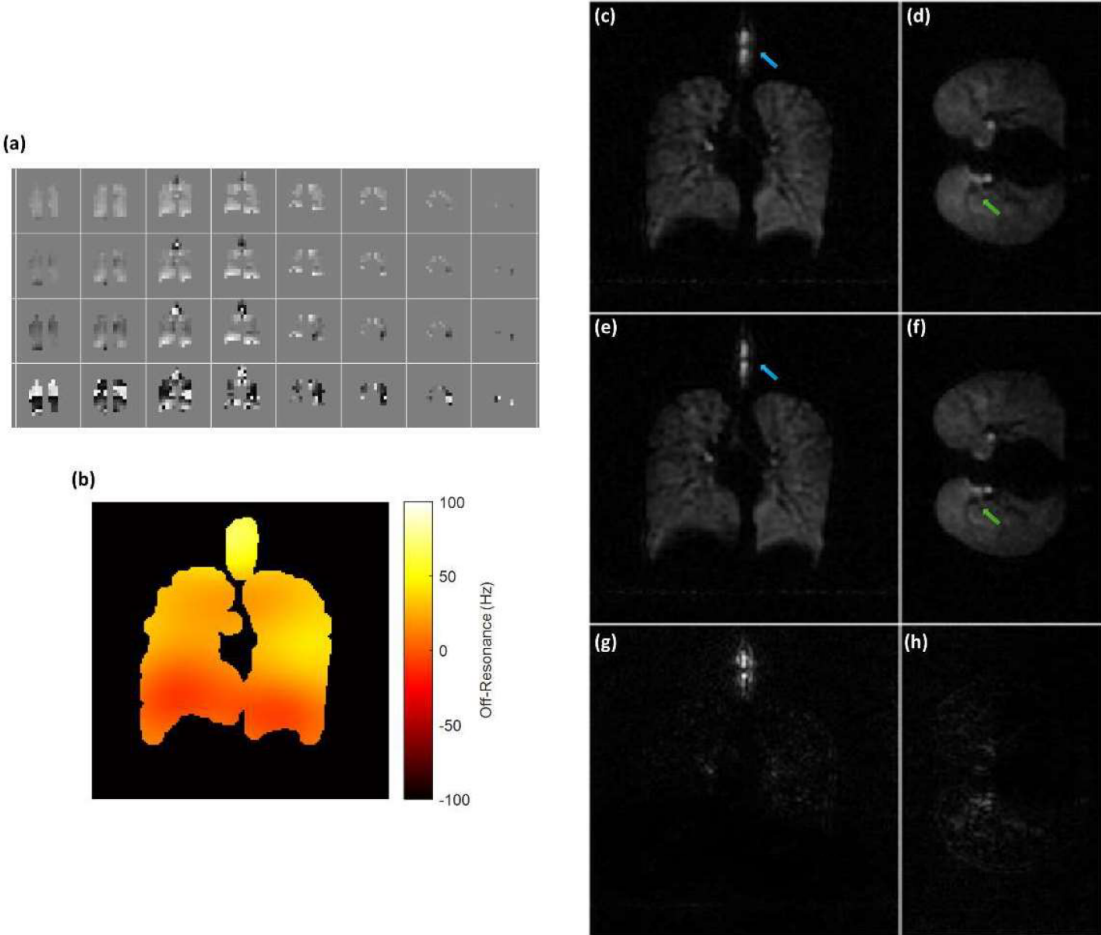 (a)
(b)
100
50
0
-50
-100
Off-Resonance (Hz)
(c)
(d)
(e)
(f)
(g)
(h)